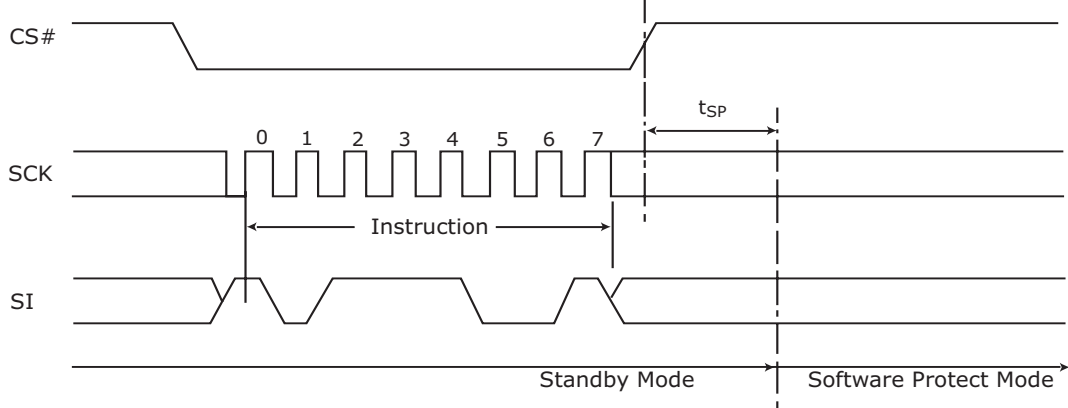 CS#
tSP
0 1 2 3 4 5 6 7
SCK
Instruction
SI
Standby Mode
Software Protect Mode